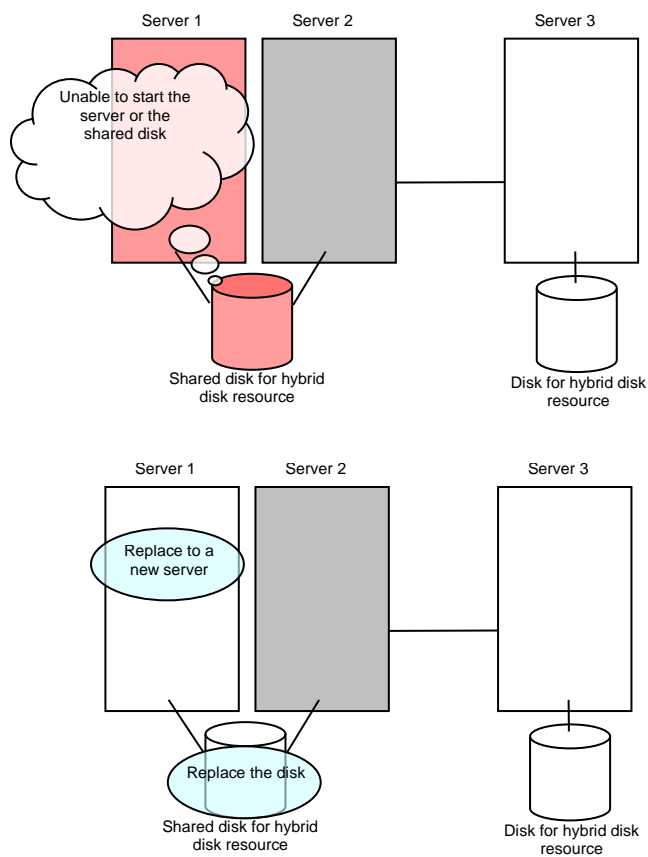 Server 1
Server 2
Server 3
Unable to start the
server or the
shared disk
Shared disk for hybrid
disk resource
Disk for hybrid disk
resource
Server 1
Server 2
Server 3
Replace to a
new server
Replace the disk
Shared disk for hybrid
disk resource
Disk for hybrid disk
resource